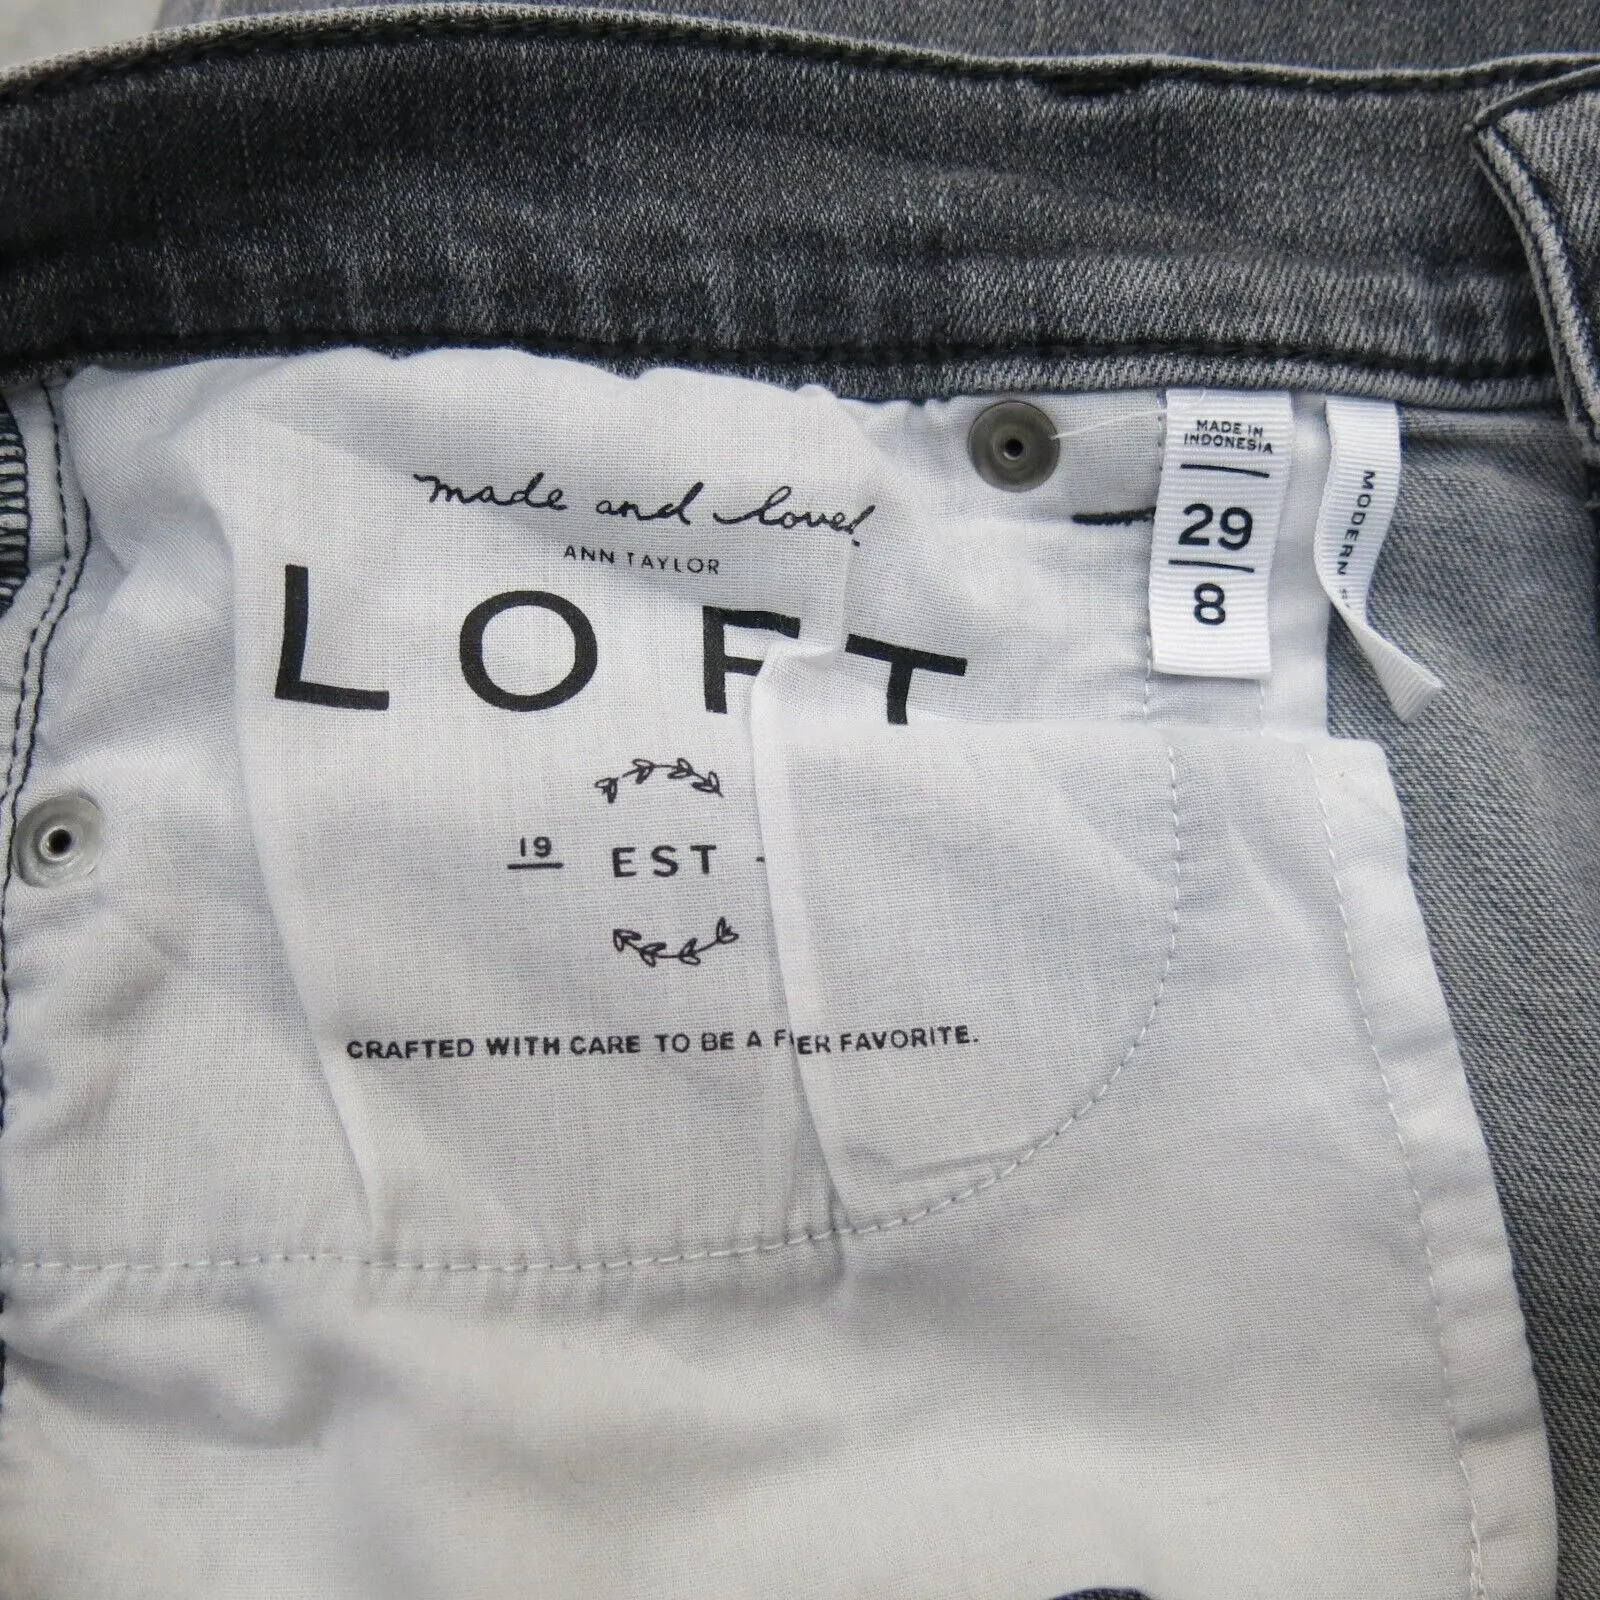 made and loved
ANN TAYLOR
LOFT
19 EST -
CRAFTED WITH CARE TO BE A F ER FAVORITE.
MADE IN
INDONESIA
29
8
MODERN